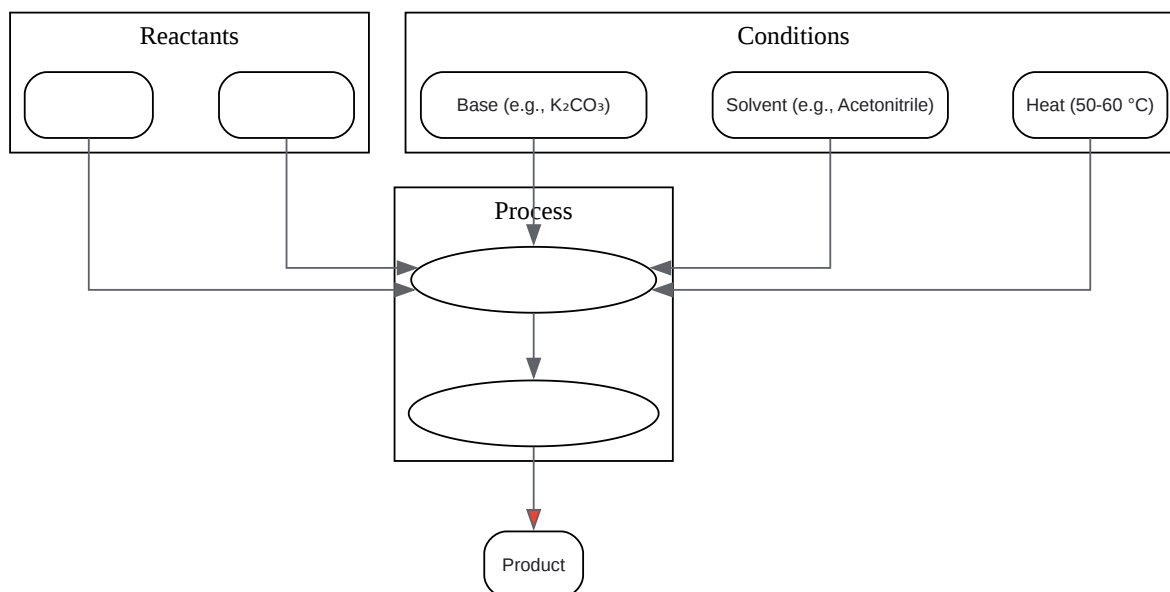 Reactants
Conditions
Base (e.g., K₂CO₃)
Solvent (e.g., Acetonitrile)
Heat (50-60 °C)
Process
Product